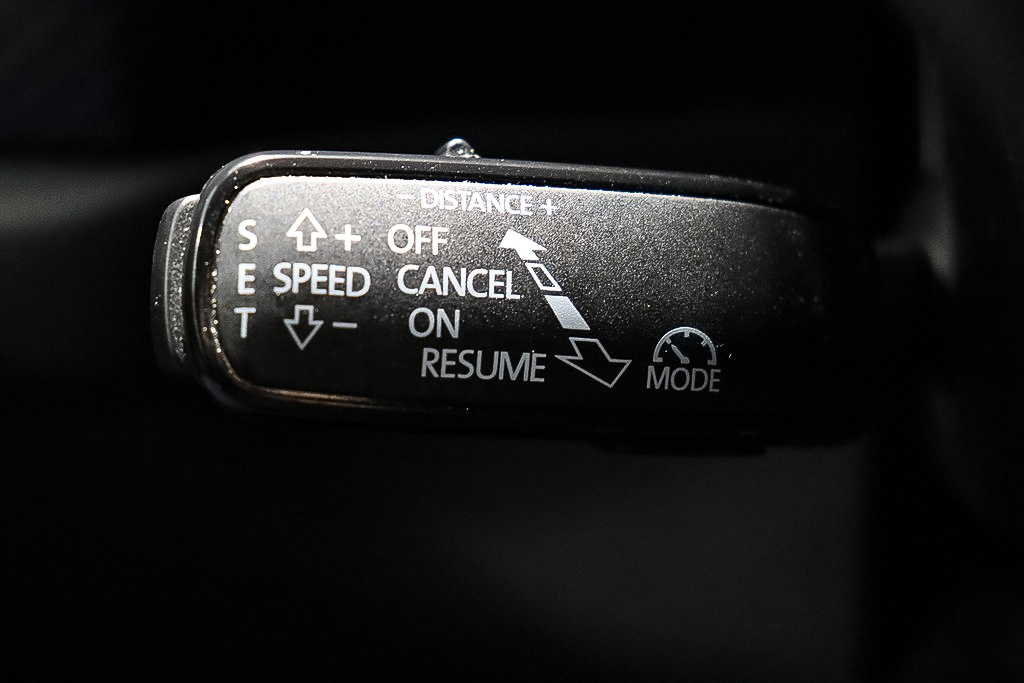 - DISTANCE +
S + OFF
E SPEED CANCEL
T - ON
RESUME
MODE